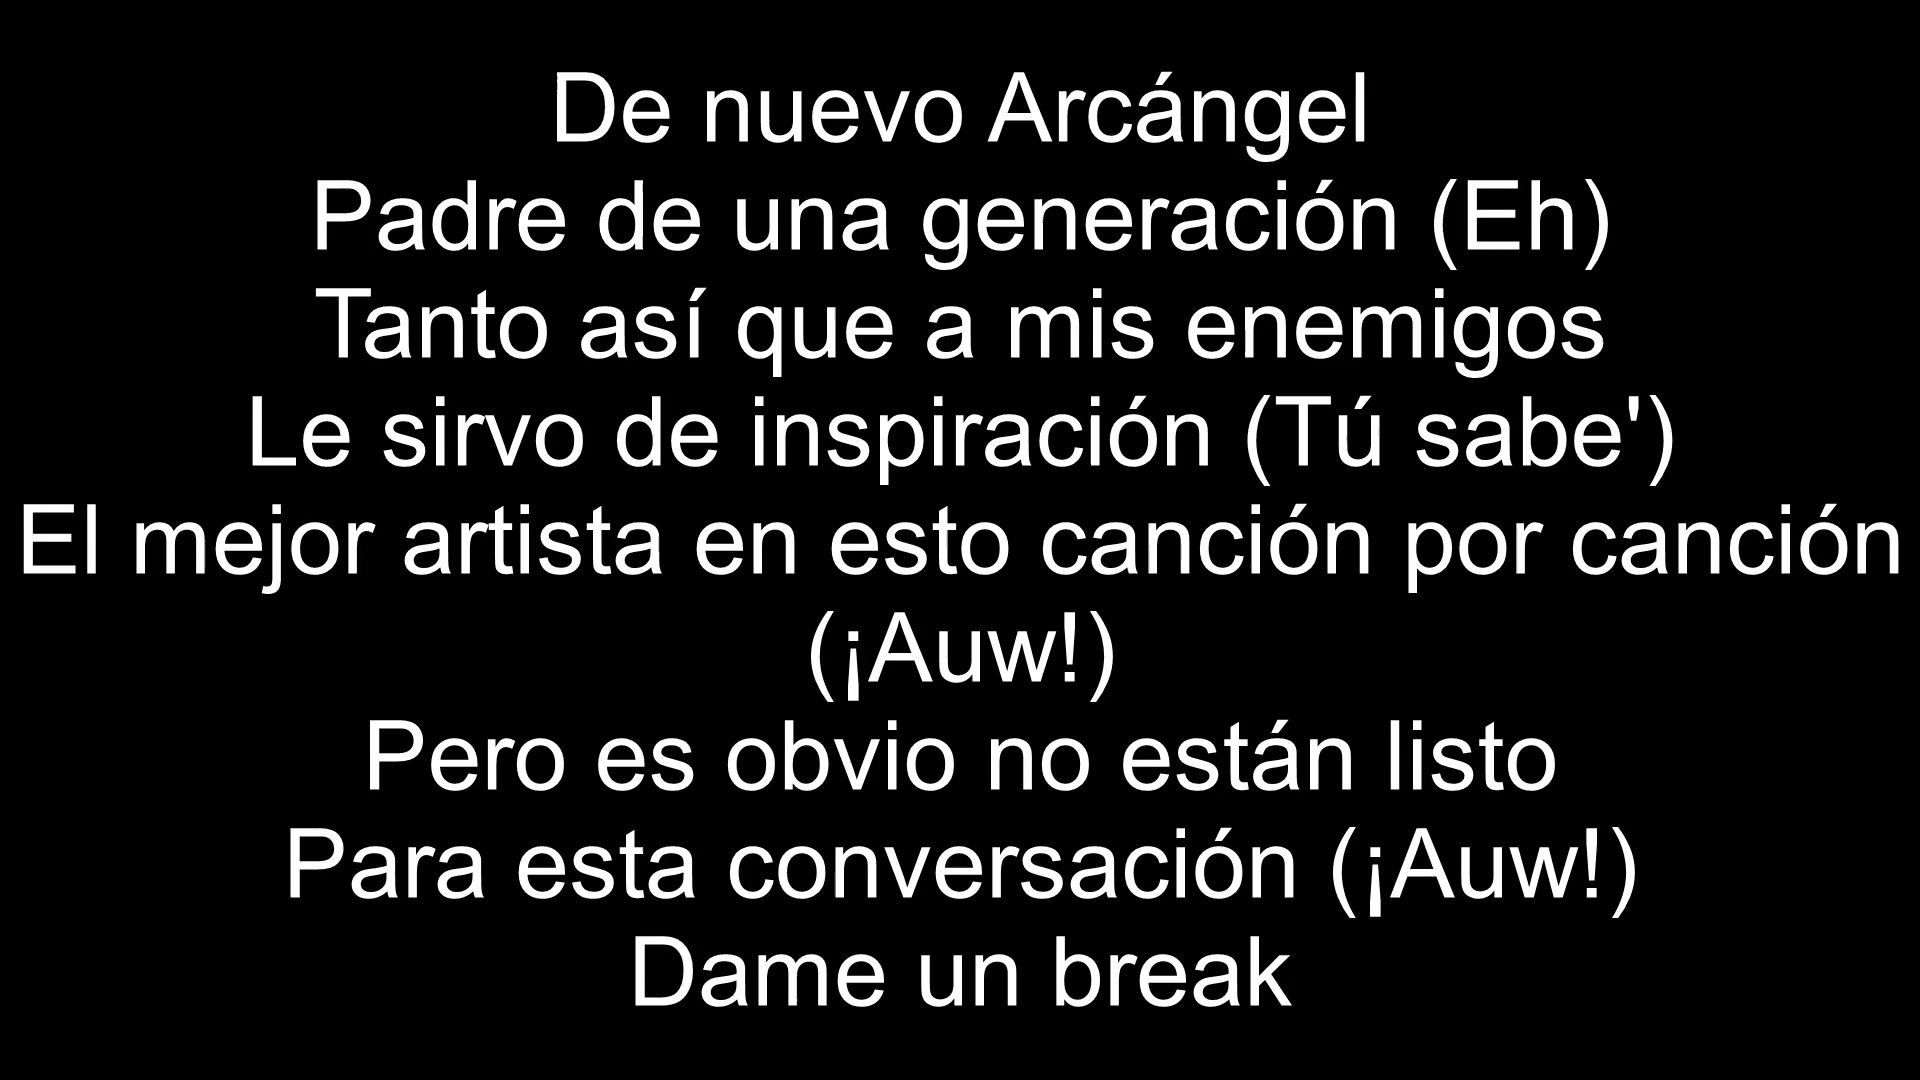 De nuevo Arcángel
Padre de una generación (Eh)
Tanto así que a mis enemigos
Le sirvo de inspiración (Tú sabe')
El mejor artista en esto canción por canción
(¡Auw!)
Pero es obvio no están listo
Para esta conversación (¡Auw!)
Dame un break